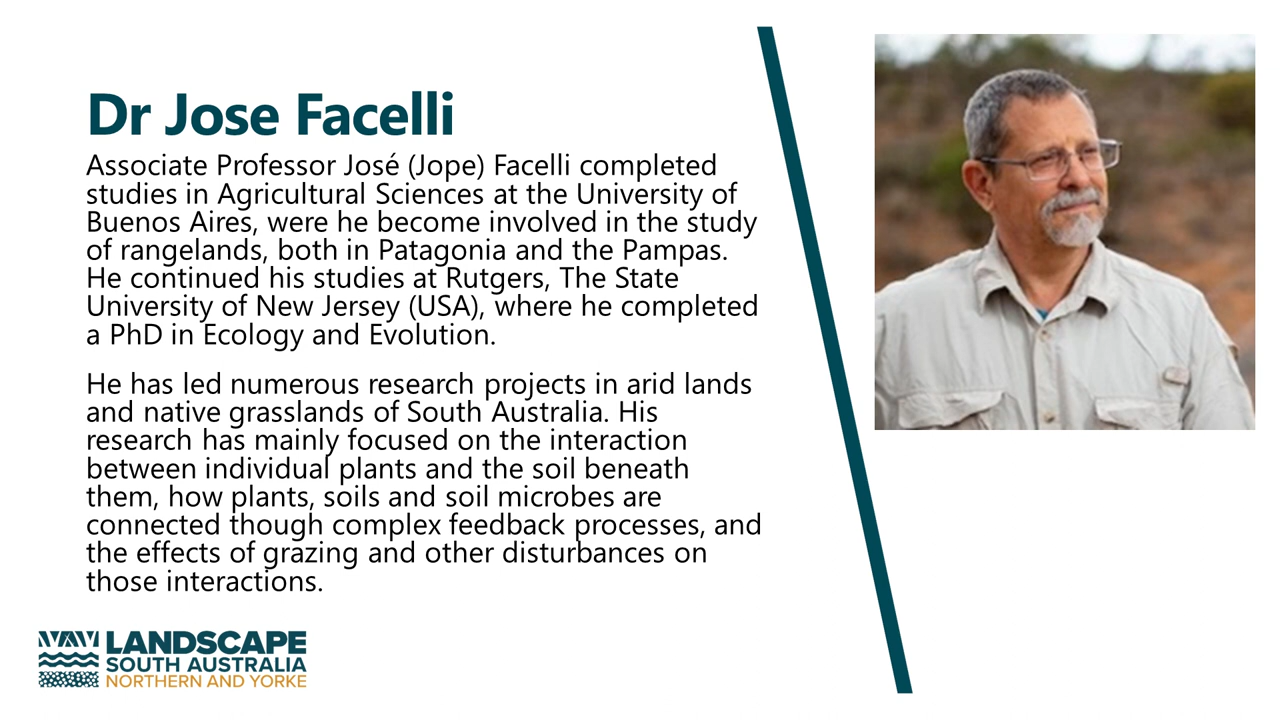 Dr Jose Facelli
Associate Professor José (Jope) Facelli completed
studies in Agricultural Sciences at the University of
Buenos Aires, were he become involved in the study
of rangelands, both in Patagonia and the Pampas.
He continued his studies at Rutgers, The State
University of New Jersey (USA), where he completed
a PhD in Ecology and Evolution.
He has led numerous research projects in arid lands
and native grasslands of South Australia. His
research has mainly focused on the interaction
between individual plants and the soil beneath
them, how plants, soils and soil microbes are
connected though complex feedback processes, and
the effects of grazing and other disturbances on
those interactions.
LANDSCAPE
SOUTH AUSTRALIA
NORTHERN AND YORKE